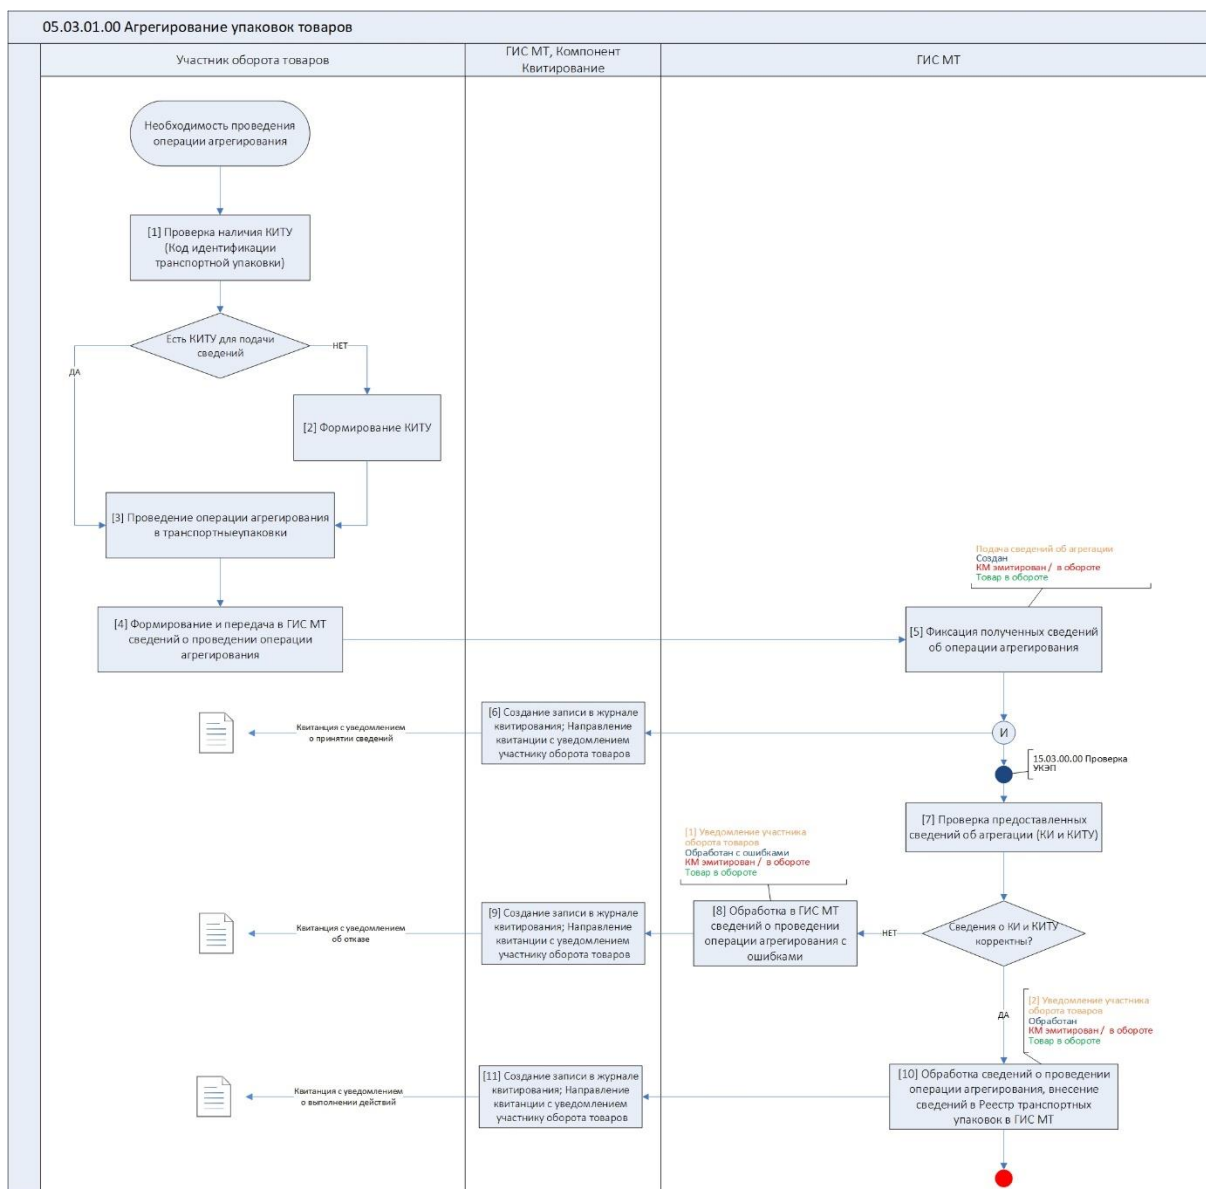 05.03.01.00 Агрегирование упаковок товаров
Участник оборота товаров
ГИС МТ, Компонент
Квитирование
ГИС МТ
Необходимость проведения
операции агрегирования
[1] Проверка наличия КИТУ
(Код идентификации
транспортной упаковки)
Есть КИТУ для подачи
сведений
НЕТ
ДА
[2] Формирование КИТУ
[3] Проведение операции агрегирования
в транспортныеупаковки
Подача сведений об агрегации
Создан
КМ эмитирован / в обороте
Товар в обороте
[4] Формирование и передача в ГИС МТ
сведений о проведении операции
агрегирования
[5] Фиксация полученных сведений
об операции агрегирования
Квитанция с уведомлением
о принятии сведений
[6] Создание записи в журнале
квитирования; Направление
квитанции с уведомлением
участнику оборота товаров
И
15.03.00.00 Проверка
УКЭП
[7] Проверка предоставленных
сведений об агрегации (КИ и КИТУ)
[1] Уведомление участника
оборота товаров
Обработан с ошибками
КМ эмитирован / в обороте
Товар в обороте
Квитанция с уведомлением
об отказе
[9] Создание записи в журнале
квитирования; Направление
квитанции с уведомлением
участнику оборота товаров
[8] Обработка в ГИС МТ
сведений о проведении
операции агрегирования с
ошибками
НЕТ
Сведения о КИ и КИТУ
корректны?
ДА
[2] Уведомление участника
оборота товаров
Обработан
КМ эмитирован / в обороте
Товар в обороте
Квитанция с уведомлением
о выполнении действий
[11] Создание записи в журнале
квитирования; Направление
квитанции с уведомлением
участнику оборота товаров
[10] Обработка сведений о проведении
операции агрегирования, внесение
сведений в Реестр транспортных
упаковок в ГИС МТ